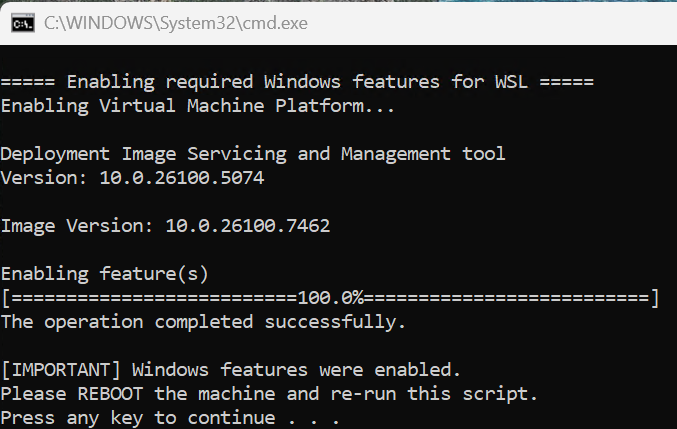 C:\WINDOWS\System32\cmd.exe
===== Enabling required Windows features for WSL =====
Enabling Virtual Machine Platform...
Deployment Image Servicing and Management tool
Version: 10.0.26100.5074
Image Version: 10.0.26100.7462
Enabling feature(s)
[==========================100.0%==========================]
The operation completed successfully.
[IMPORTANT] Windows features were enabled.
Please REBOOT the machine and re-run this script.
Press any key to continue . . .